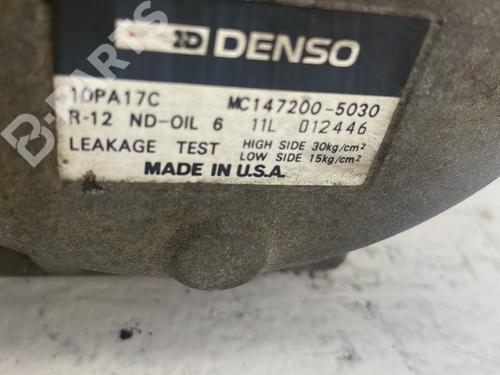 ND DENSO
10PA17C MC147200-5030
R-12 ND-OIL 6 11L 012446
LEAKAGE TEST HIGH SIDE 30kg/cm²
LOW SIDE 15kg/cm²
MADE IN U.S.A.